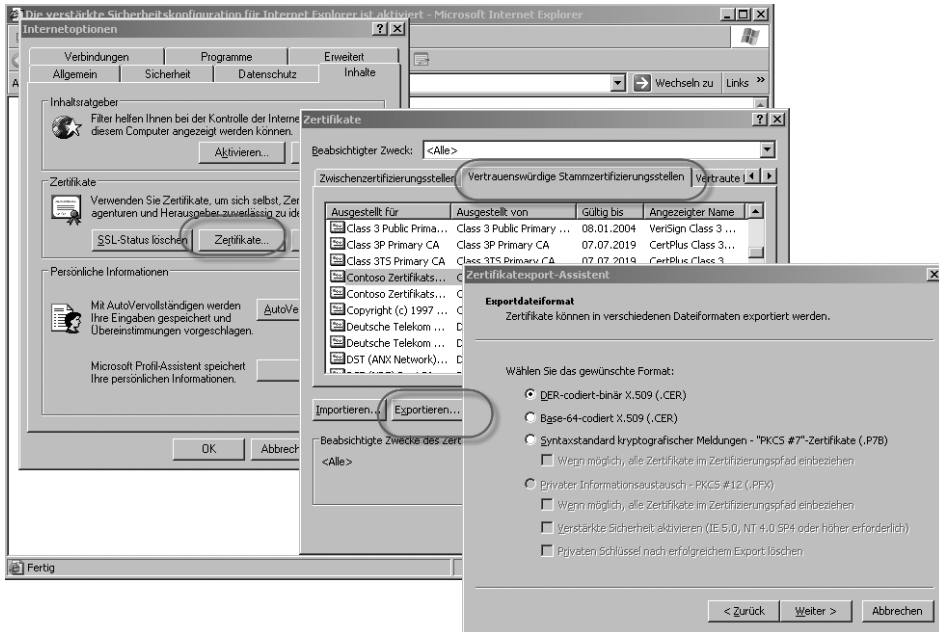 Die verstärkte Sicherheitskonfiguration für Internet Explorer ist aktiviert - Microsoft Internet Explorer
Wechseln zu
Links
Internetoptionen
Verbindungen
Programme
Erweitert
Allgemein
Sicherheit
Datenschutz
Inhalte
Inhaltsratgeber
Filter helfen Ihnen bei der Kontrolle der
diesem Computer angezeigt werden können.
Aktivieren...
Zertifikate
Verwenden Sie Zertifikate, um sich selbst,
agenturen und Herausgeber zuverlässig zu
SSL-Status löschen
Zertifikate...
Persönliche Informationen
Mit AutoVervollständigen werden
Ihre Eingaben gespeichert und
Übereinstimmungen vorgeschlagen.
Microsoft Profil-Assistent speichert
Ihre persönlichen Informationen.
OK
Fertig
Zertifikate
Beabsichtigter Zweck:
<Alle>
Zwischenzertifizierungsstellen
Vertrauenswürdige Stammzertifizierungsstellen
Vertraute
Ausgestellt für
Ausgestellt von
Gültig bis
Angezeigter Name
Class 3 Public Prima...
Class 3 Public Primary ...
08.01.2004
VeriSign Class 3 ...
Class 3P Primary CA
Class 3P Primary CA
07.07.2019
CertPlus Class 3...
Class 3TS Primary CA
Class 3TS Primary CA
07.07.2019
CertPlus Class 3...
Contoso Zertifikats...
Contoso Zertifikats...
Copyright (c) 1997 ...
Deutsche Telekom ...
Deutsche Telekom ...
DST (ANX Network)...
Importieren...
Exportieren...
Beabsichtigte Zwecke des
<Alle>
Zertifikatexport-Assistent
Exportdateiformat
Zertifikate können in verschiedenen Dateiformaten exportiert werden.
Wählen Sie das gewünschte Format:
DER-codiert-binär X.509 (.CER)
Base-64-codiert X.509 (.CER)
Syntaxstandard kryptografischer Meldungen - "PKCS #7"-Zertifikate (.P7B)
Wenn möglich, alle Zertifikate im Zertifizierungspfad einbeziehen
Privater Informationsaustausch - PKCS #12 (.PFX)
Wenn möglich, alle Zertifikate im Zertifizierungspfad einbeziehen
Verstärkte Sicherheit aktivieren (IE 5.0, NT 4.0 SP4 oder höher erforderlich)
Privaten Schlüssel nach erfolgreichem Export löschen
< Zurück
Weiter >
Abbrechen